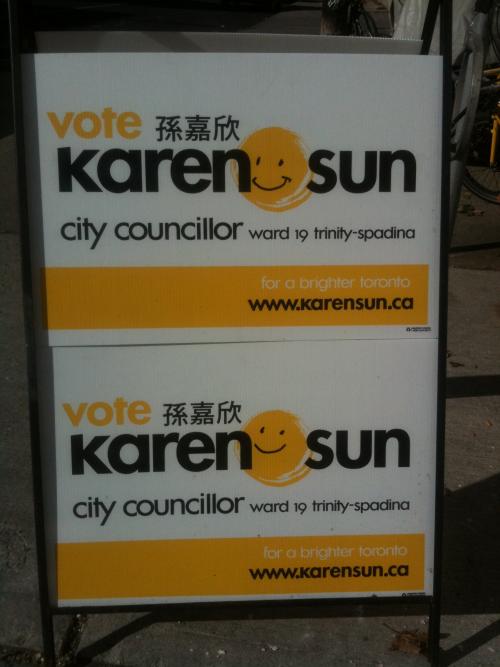 vote 孫嘉欣
karen sun
city councillor ward 19 trinity-spadina
for a brighter toronto
www.karensun.ca
vote 孫嘉欣
karen sun
city councillor ward 19 trinity-spadina
for a brighter toronto
www.karensun.ca